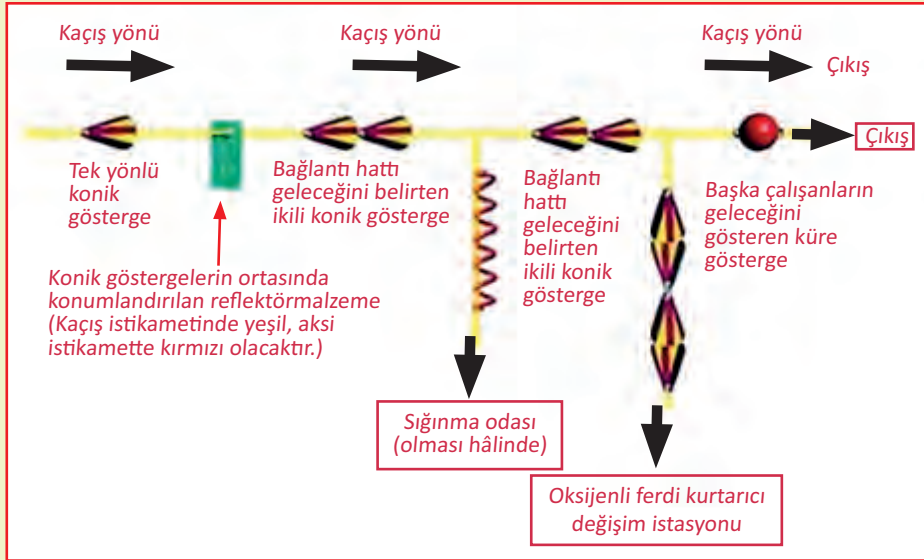 Kaçış yönü
Kaçış yönü
Kaçış yönü
Çıkış
Çıkış
Tek yönlü
konik
gösterge
Bağlantı hattı
geleceğini belirten
ikili konik gösterge
Bağlantı
hattı
geleceğini
belirten
ikili konik
gösterge
Başka çalışanların
geleceğini
gösteren küre
gösterge
Konik göstergelerin ortasında
konumlandırılan reflektörmalzeme
(Kaçış istikametinde yeşil, aksi
istikamette kırmızı olacaktır.)
Sığınma odası
(olması hâlinde)
Oksijenli ferdi kurtarıcı
değişim istasyonu